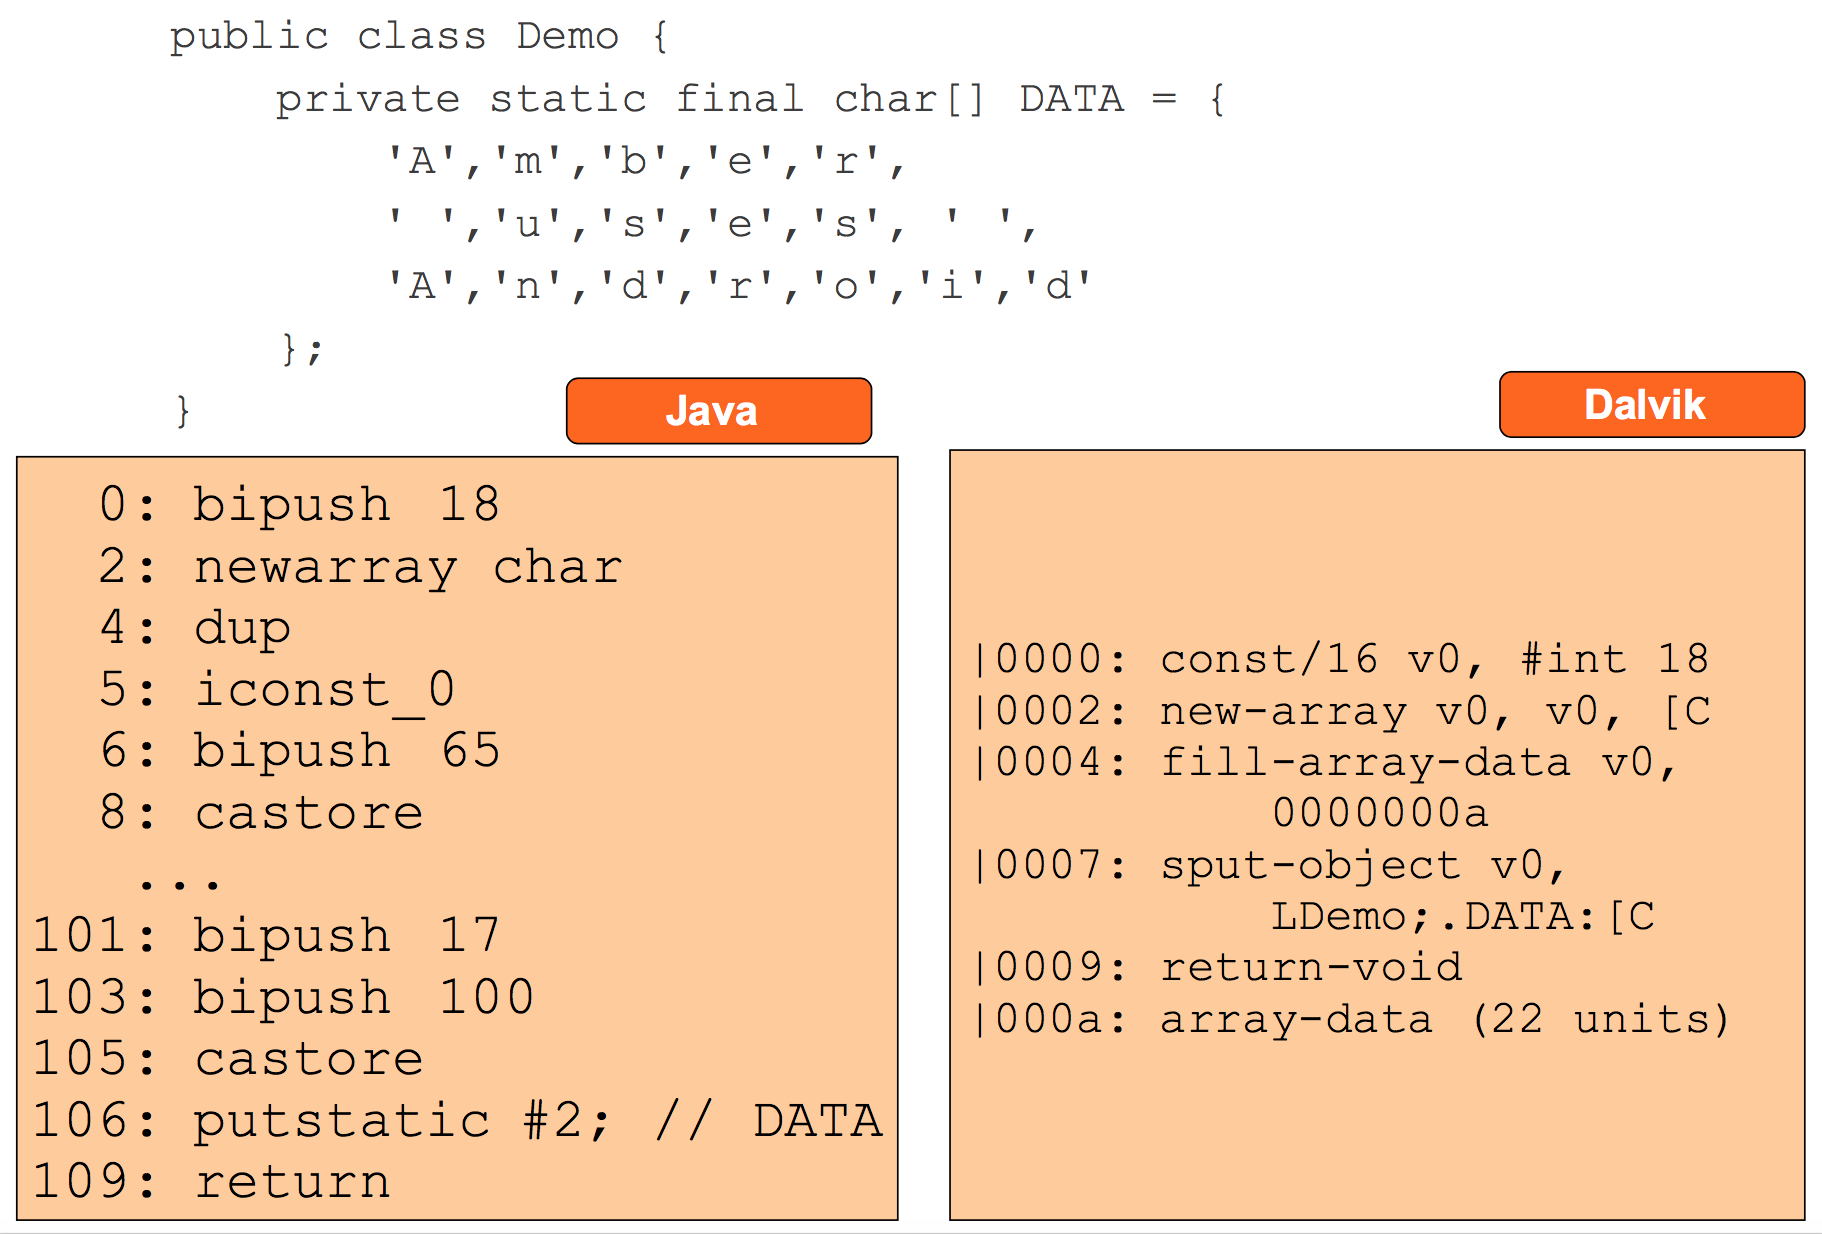 public class Demo {
private static final char[] DATA = {
'A','m','b','e','r',
' ','u','s','e','s', ' ',
'A','n','d','r','o','i','d'
};
}
Java
0: bipush 18
2: newarray char
4: dup
5: iconst_0
6: bipush 65
8: castore
...
101: bipush 17
103: bipush 100
105: castore
106: putstatic #2; // DATA
109: return
Dalvik
|0000: const/16 v0, #int 18
|0002: new-array v0, v0, [C
|0004: fill-array-data v0,
0000000a
|0007: sput-object v0,
LDemo;.DATA:[C
|0009: return-void
|000a: array-data (22 units)